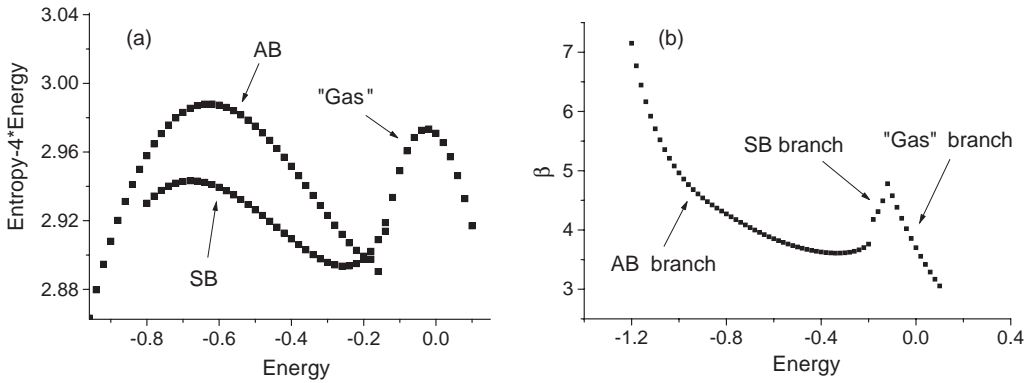 (a)
AB
"Gas"
SB
3.04
3.00
2.96
2.92
2.88
Entropy-4*Energy
-0.8 -0.6 -0.4 -0.2 0.0
Energy
(b)
SB branch
"Gas" branch
AB branch
7
6
5
4
3
β
-1.2 -0.8 -0.4 0.0 0.4
Energy